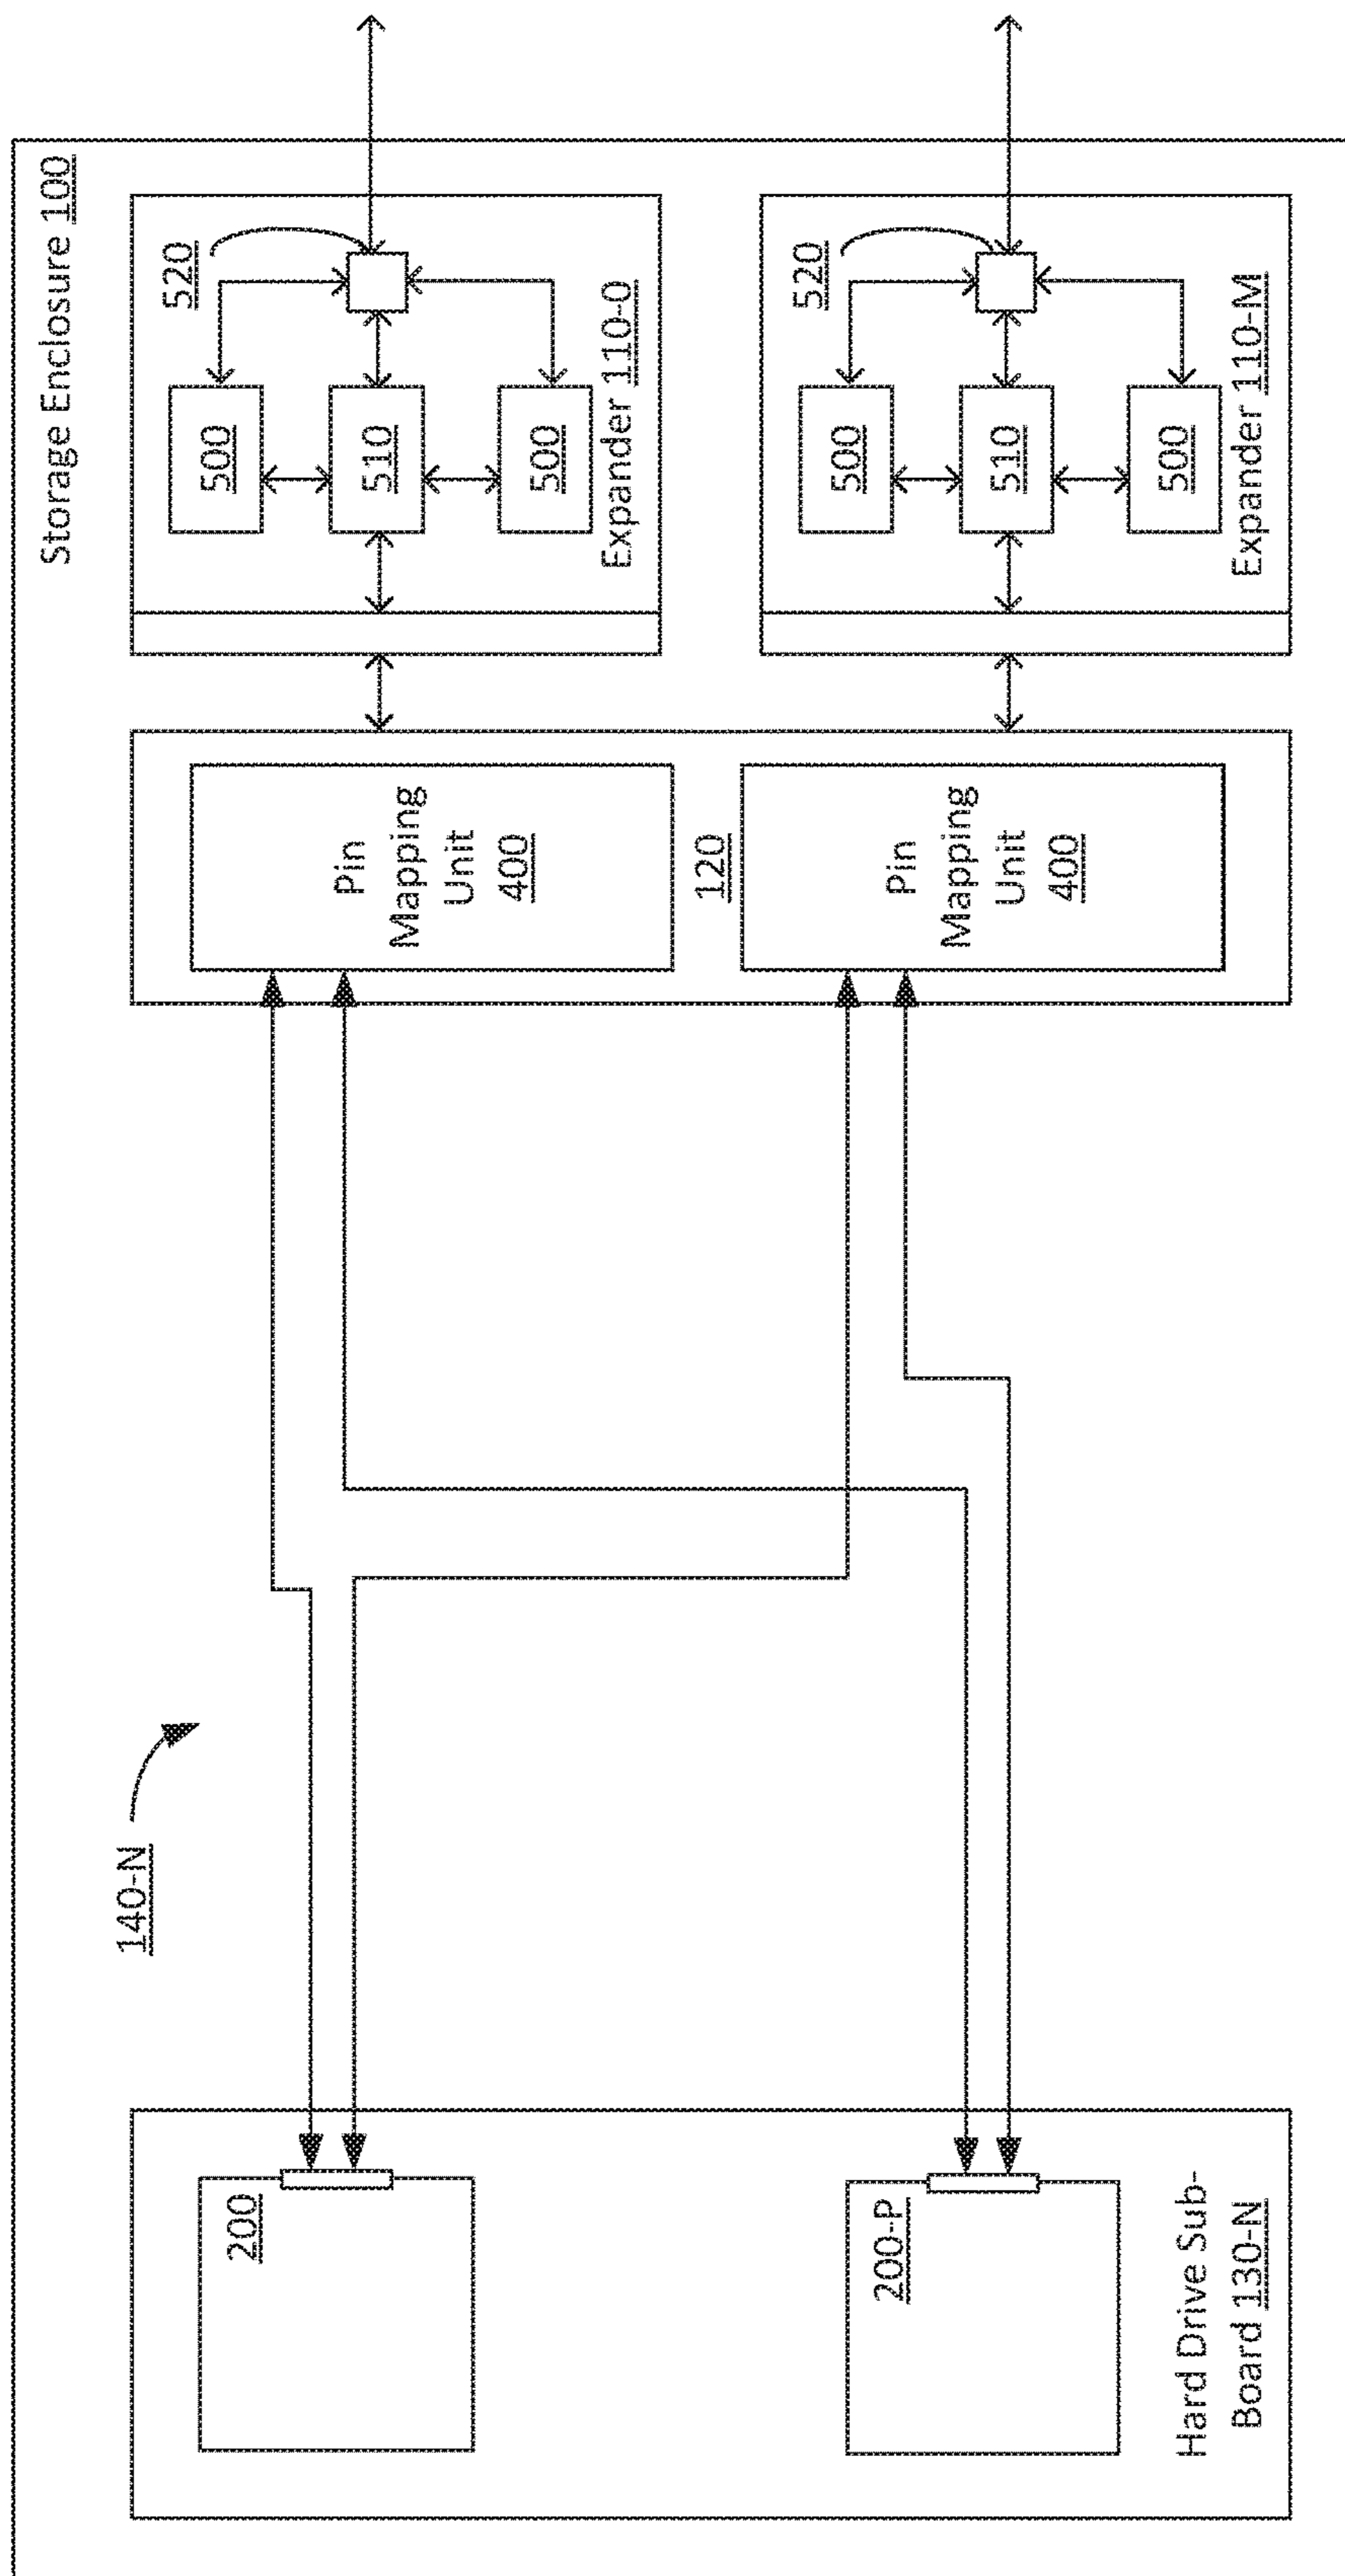 Storage Enclosure 100
140-N
200
200-P
Hard Drive Sub-
Board 130-N
Pin
Mapping
Unit
400
120
Pin
Mapping
Unit
400
520
500
510
500
Expander 110-0
520
500
510
500
Expander 110-M